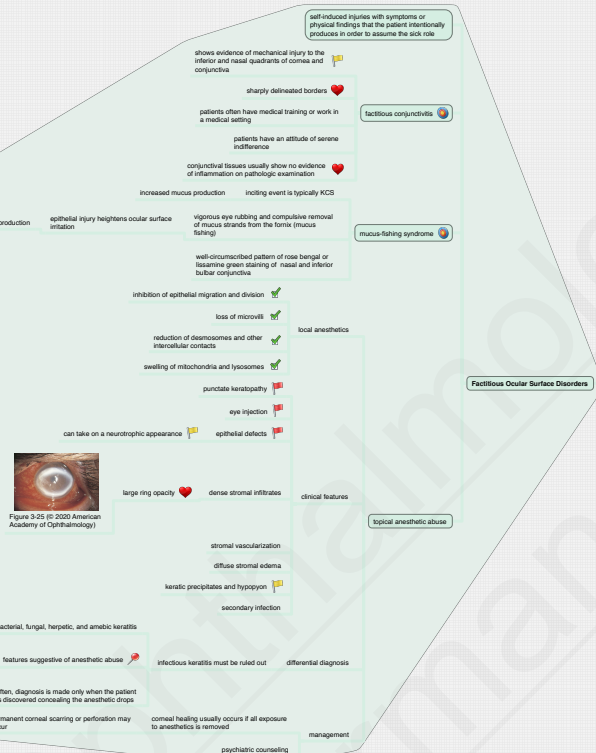 self-induced injuries with symptoms or
physical findings that the patient intentionally
produces in order to assume the sick role
shows evidence of mechanical injury to the
inferior and nasal quadrants of cornea and
conjunctiva
sharply delineated borders
patients often have medical training or work in
a medical setting
factitious conjunctivitis
patients have an attitude of serene
indifference
conjunctival tissues usually show no evidence
of inflammation on pathologic examination
increased mucus production
inciting event is typically KCS
production
epithelial injury heightens ocular surface
irritation
vigorous eye rubbing and compulsive removal
of mucus strands from the fornix (mucus
fishing)
mucus-fishing syndrome
well-circumscribed pattern of rose bengal or
lissamine green staining of nasal and inferior
bulbar conjunctiva
inhibition of epithelial migration and division
loss of microvilli
local anesthetics
reduction of desmosomes and other
intercellular contacts
swelling of mitochondria and lysosomes
Factitious Ocular Surface Disorders
punctate keratopathy
eye injection
can take on a neurotrophic appearance
epithelial defects
large ring opacity
dense stromal infiltrates
clinical features
Figure 3-25 (© 2020 American
Academy of Ophthalmology)
topical anesthetic abuse
stromal vascularization
diffuse stromal edema
keratic precipitates and hypopyon
secondary infection
acterial, fungal, herpetic, and amebic keratitis
features suggestive of anesthetic abuse
infectious keratitis must be ruled out
differential diagnosis
ften, diagnosis is made only when the patient
s discovered concealing the anesthetic drops
manent corneal scarring or perforation may
cur
corneal healing usually occurs if all exposure
to anesthetics is removed
management
psychiatric counseling